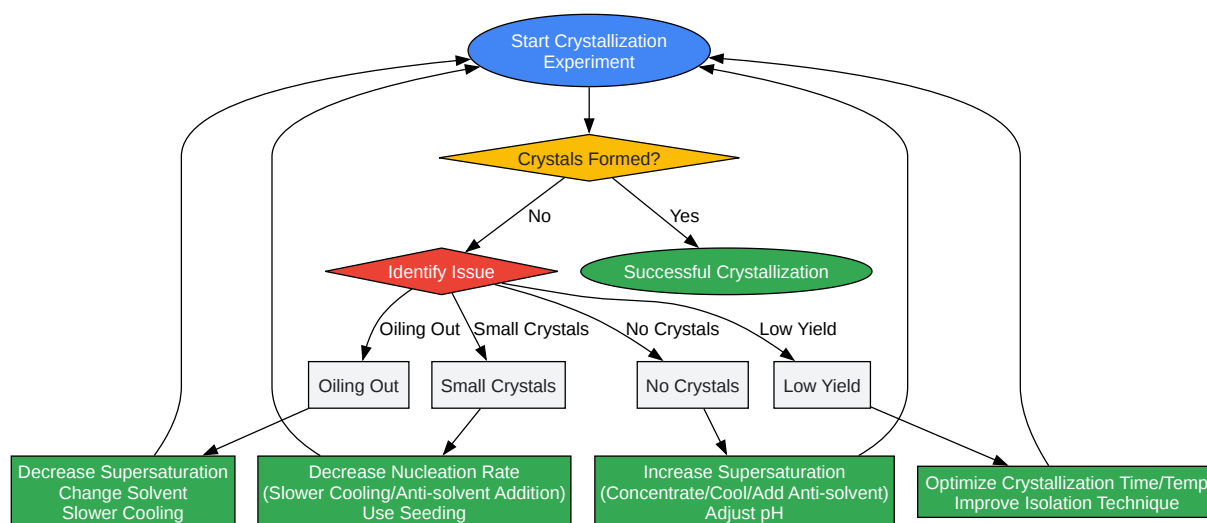 Start Crystallization
Experiment
Crystals Formed?
No
Yes
Identify Issue
Successful Crystallization
Oiling Out
Small Crystals
No Crystals
Low Yield
Oiling Out
Small Crystals
No Crystals
Low Yield
Decrease Supersaturation
Change Solvent
Slower Cooling
Decrease Nucleation Rate
(Slower Cooling/Anti-solvent Addition)
Use Seeding
Increase Supersaturation
(Concentrate/Cool/Add Anti-solvent)
Adjust pH
Optimize Crystallization Time/Temp
Improve Isolation Technique